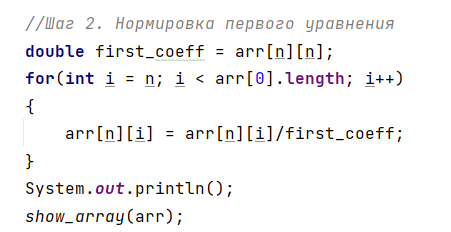 //Шаг 2. Нормировка первого уравнения
double first_coeff = arr[n][n];
for(int i = n; i < arr[0].length; i++)
{
    arr[n][i] = arr[n][i]/first_coeff;
}
System.out.println();
show_array(arr);